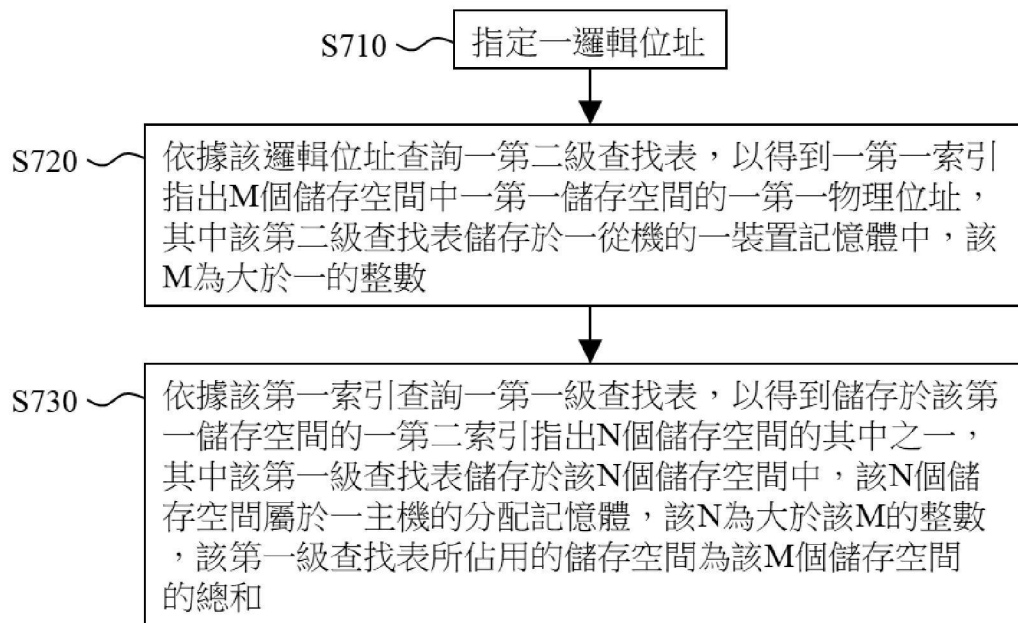 S710
指定一邏輯位址
S720
依據該邏輯位址查詢一第二級查找表，以得到一第一索引
指出M個儲存空間中一第一儲存空間的一第一物理位址，
其中該第二級查找表儲存於一從機的一裝置記憶體中，該
M為大於一的整數
S730
依據該第一索引查詢一第一級查找表，以得到儲存於該第
一儲存空間的一第二索引指出N個儲存空間的其中之一，
其中該第一級查找表儲存於該N個儲存空間中，該N個儲
存空間屬於一主機的分配記憶體，該N為大於該M的整數
，該第一級查找表所佔用的儲存空間為該M個儲存空間
的總和